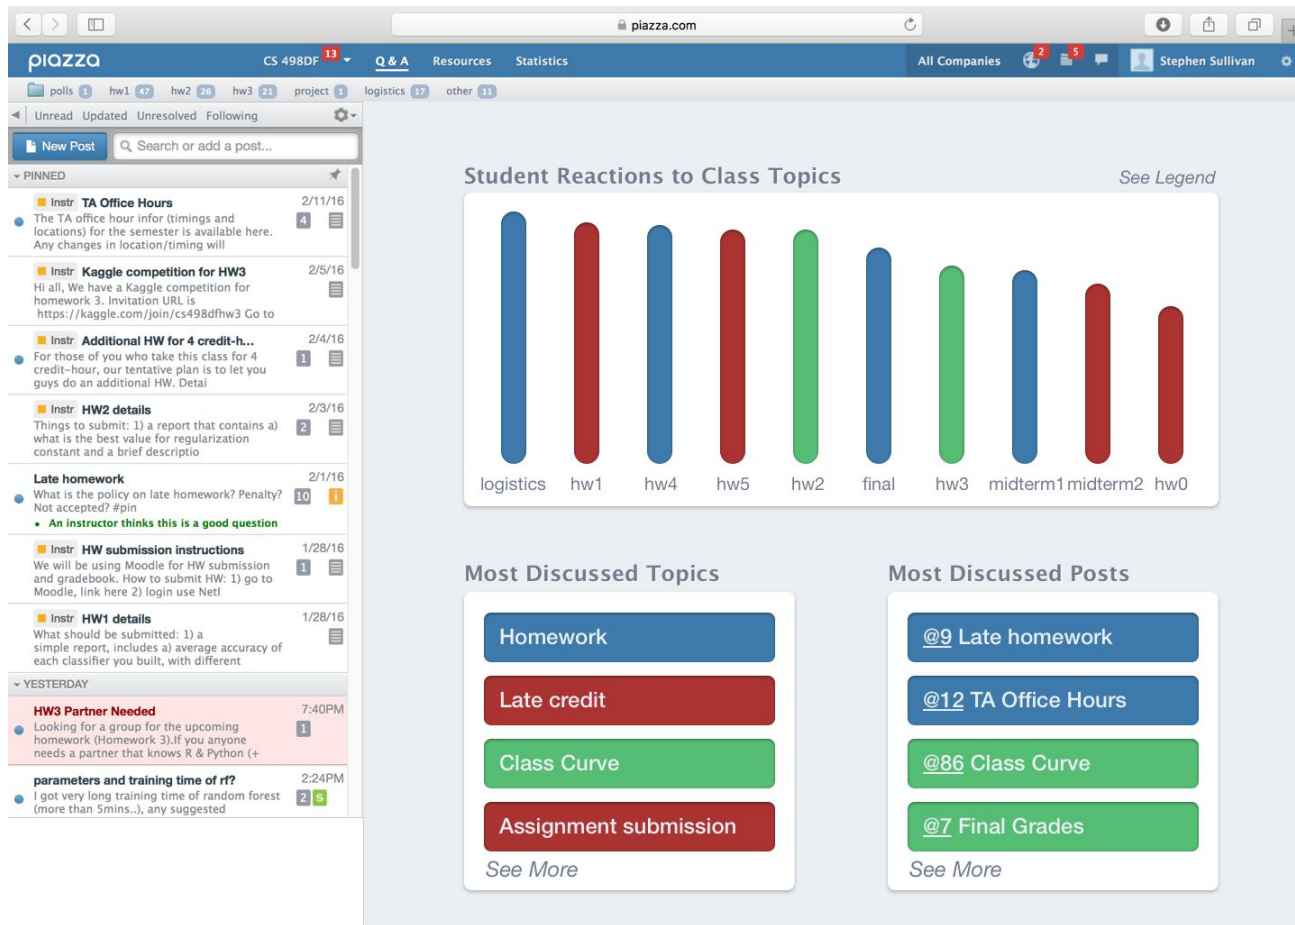 piazza.com
piazza
CS 498DF 13
Q & A
Resources
Statistics
All Companies
2
5
Stephen Sullivan
polls 1 hw1 47 hw2 26 hw3 21 project 1 logistics 17 other 11
Unread Updated Unresolved Following
New Post
Search or add a post...
PINNED
Instr TA Office Hours 2/11/16
The TA office hour infor (timings and 4
locations) for the semester is available here.
Any changes in location/timing will
Instr Kaggle competition for HW3 2/5/16
Hi all, We have a Kaggle competition for
homework 3. Invitation URL is
https://kaggle.com/join/cs498dfhw3 Go to
Instr Additional HW for 4 credit-h... 2/4/16
For those of you who take this class for 4 1
credit-hour, our tentative plan is to let you
guys do an additional HW. Detai
Instr HW2 details 2/3/16
Things to submit: 1) a report that contains a) 2
what is the best value for regularization
constant and a brief descriptio
Late homework 2/1/16
What is the policy on late homework? Penalty? 10 i
Not accepted? #pin
• An instructor thinks this is a good question
Instr HW submission instructions 1/28/16
We will be using Moodle for HW submission 1
and gradebook. How to submit HW: 1) go to
Moodle, link here 2) login use NetI
Instr HW1 details 1/28/16
What should be submitted: 1) a
simple report, includes a) average accuracy of
each classifier you built, with different
YESTERDAY
HW3 Partner Needed 7:40PM
Looking for a group for the upcoming 1
homework (Homework 3).If you anyone
needs a partner that knows R & Python (+
parameters and training time of rf? 2:24PM
I got very long training time of random forest 2 S
(more than 5mins..), any suggested
Student Reactions to Class Topics
See Legend
logistics hw1 hw4 hw5 hw2 final hw3 midterm1 midterm2 hw0
Most Discussed Topics
Homework
Late credit
Class Curve
Assignment submission
See More
Most Discussed Posts
@9 Late homework
@12 TA Office Hours
@86 Class Curve
@7 Final Grades
See More